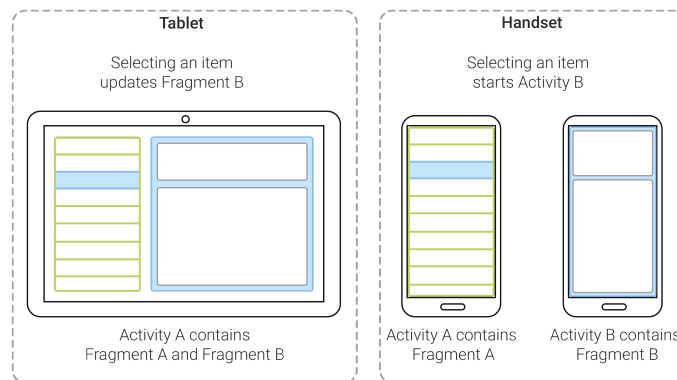 Tablet
Selecting an item
updates Fragment B
Activity A contains
Fragment A and Fragment B
Handset
Selecting an item
starts Activity B
Activity A contains
Fragment A
Activity B contains
Fragment B